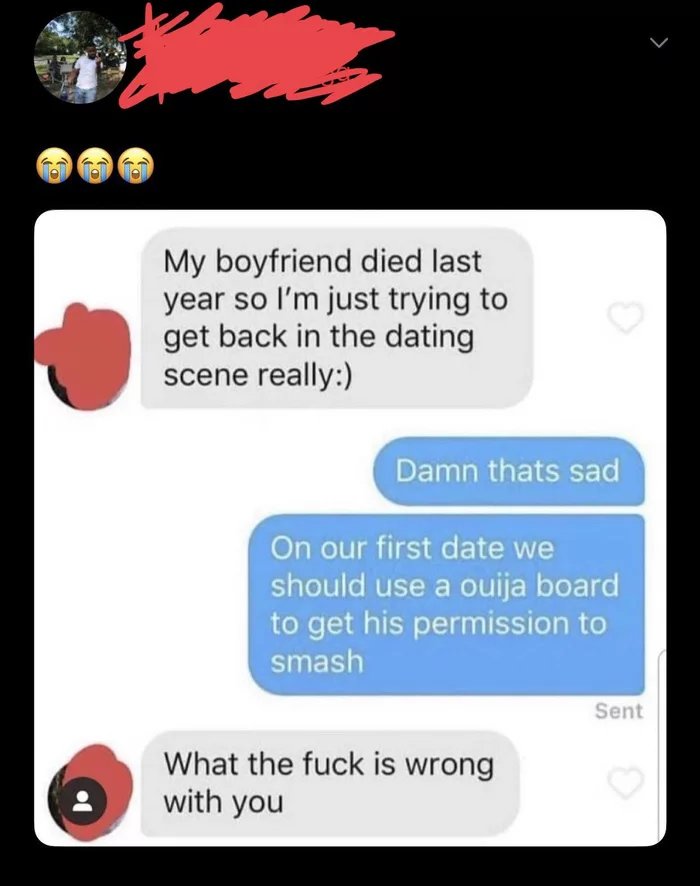 😭😭😭
My boyfriend died last
year so I'm just trying to
get back in the dating
scene really:)
Damn thats sad
On our first date we
should use a ouija board
to get his permission to
smash
Sent
What the fuck is wrong
with you